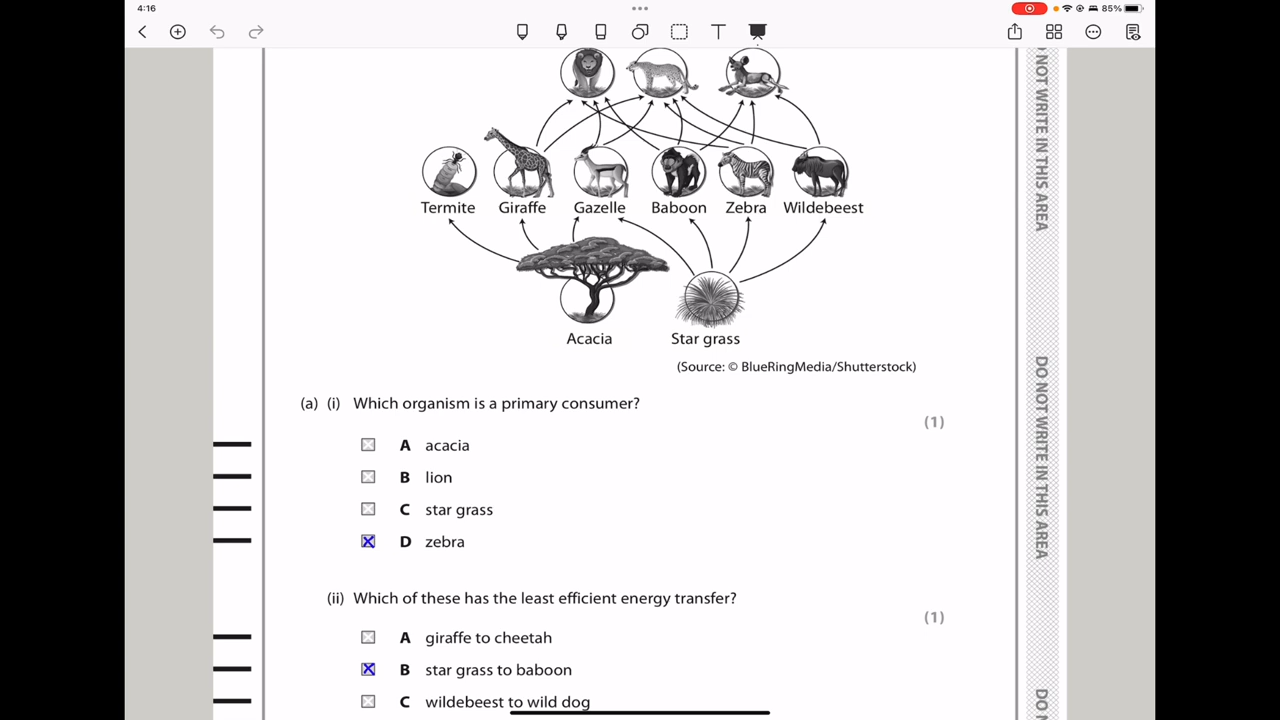 4:16
85%
Termite Giraffe Gazelle Baboon Zebra Wildebeest
Acacia Star grass
(Source: © BlueRingMedia/Shutterstock)
(a) (i) Which organism is a primary consumer?
(1)
A acacia
B lion
C star grass
D zebra
(ii) Which of these has the least efficient energy transfer?
(1)
A giraffe to cheetah
B star grass to baboon
C wildebeest to wild dog
NOT WRITE IN THIS AREA
DO NOT WRITE IN THIS AREA
DO N